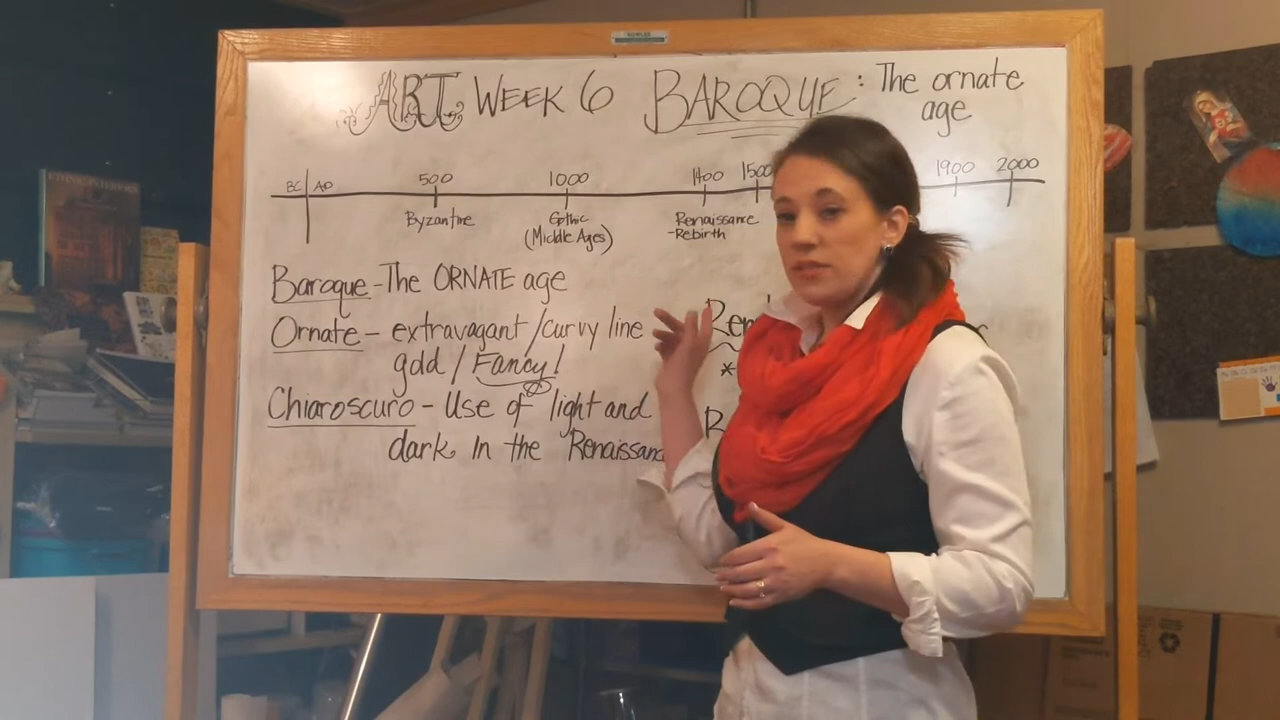 ART WEEK 6 BAROQUE: The ornate
age
BC AD 500 1000 1400 1500 1900 2000
Byzantine Gothic Renaissance
(Middle Ages) -Rebirth
Baroque - The ORNATE age
Ornate - extravagant/curvy line
gold / Fancy!
Chiaroscuro - Use of light and
dark in the Renaissanc
Ren
*-
R